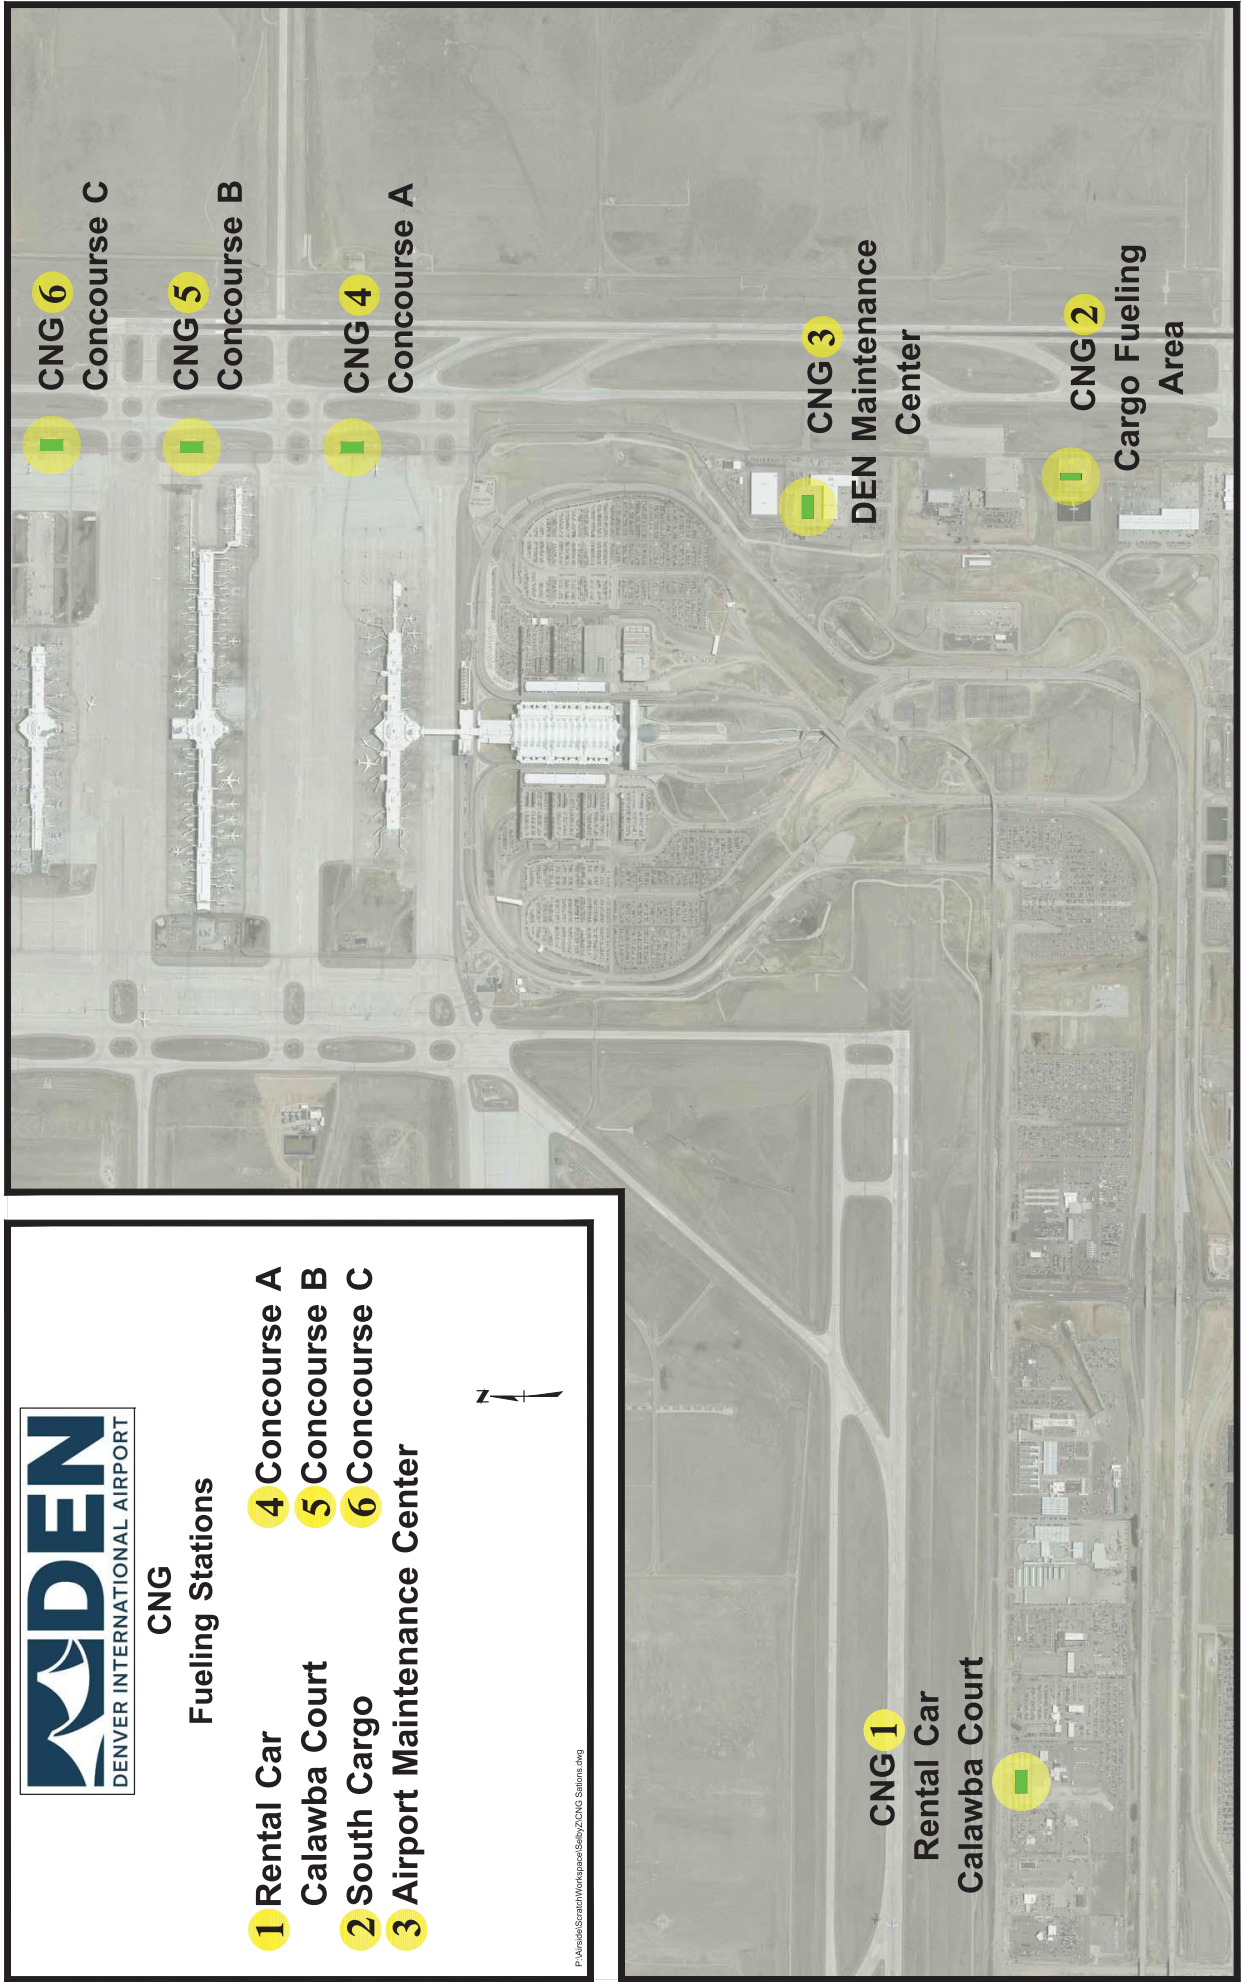 DEN
DENVER INTERNATIONAL AIRPORT
CNG
Fueling Stations
1 Rental Car
Calawba Court
2 South Cargo
3 Airport Maintenance Center
4 Concourse A
5 Concourse B
6 Concourse C
N
P:\Airside\ScratchWorkspace\SelbyZ\CNG Sations.dwg
CNG 6
Concourse C
CNG 5
Concourse B
CNG 4
Concourse A
CNG 3
DEN Maintenance
Center
CNG 2
Cargo Fueling
Area
CNG 1
Rental Car
Calawba Court